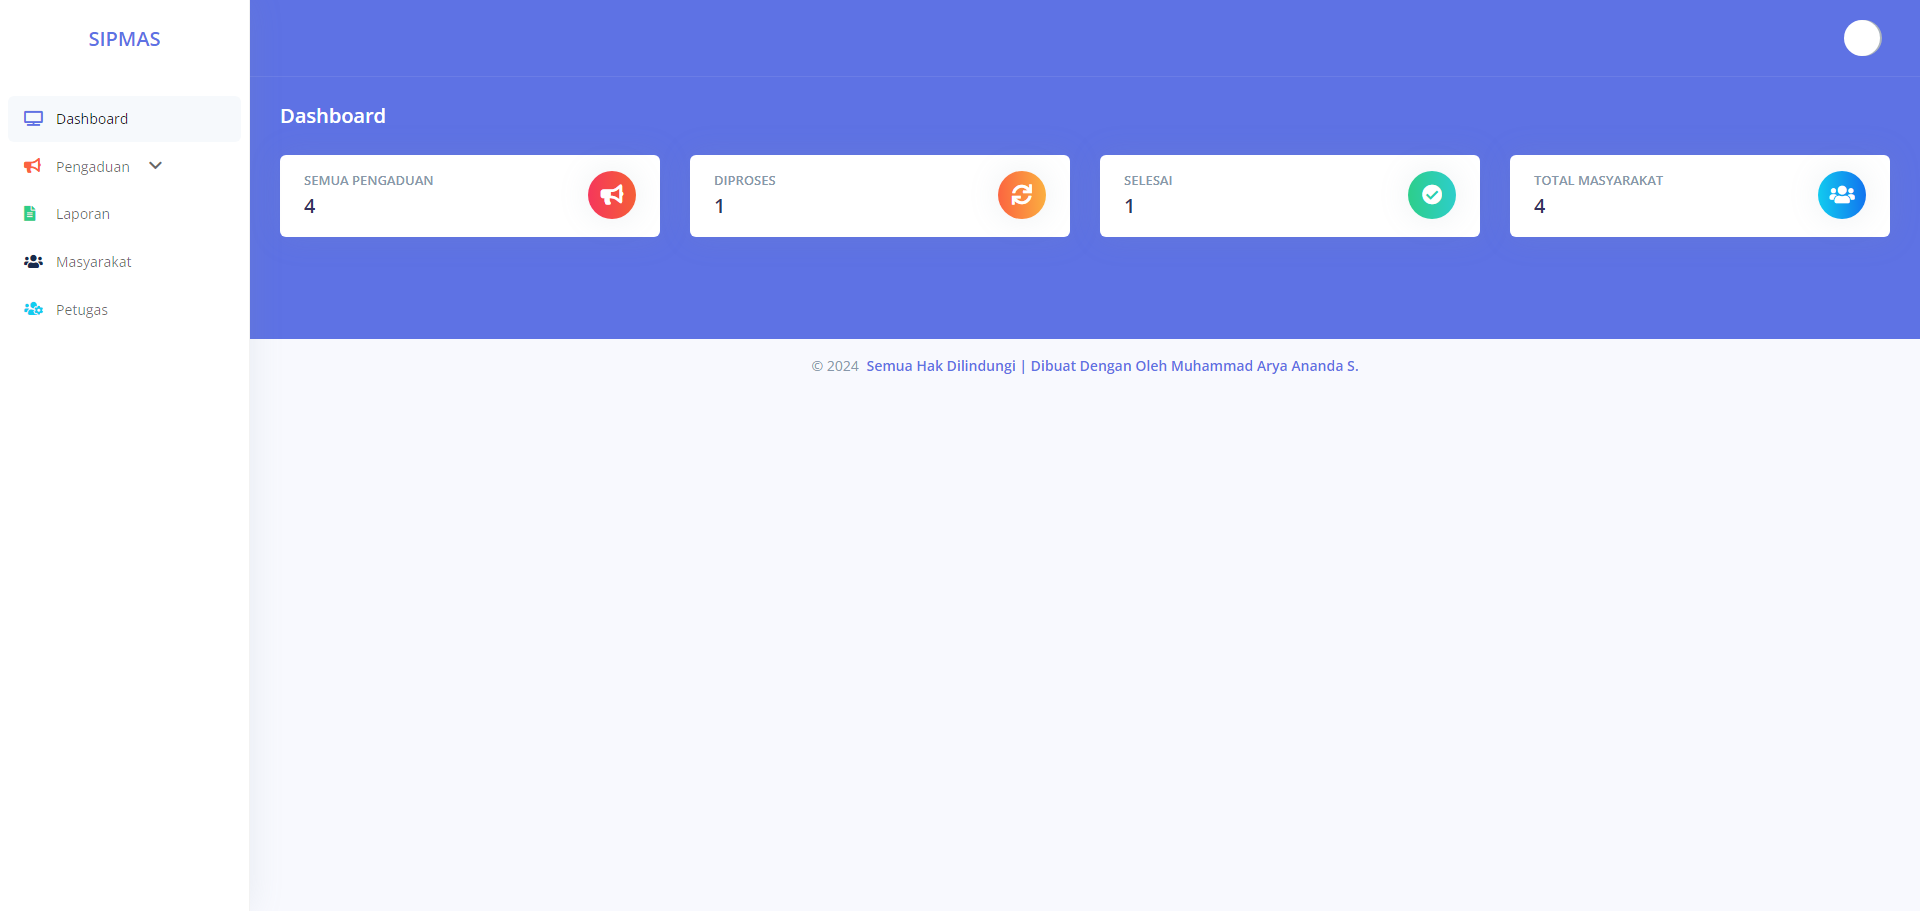 SIPMAS
Dashboard
Pengaduan
Laporan
Masyarakat
Petugas
Dashboard
SEMUA PENGADUAN
4
DIPROSES
1
SELESAI
1
TOTAL MASYARAKAT
4
© 2024 Semua Hak Dilindungi | Dibuat Dengan Oleh Muhammad Arya Ananda S.